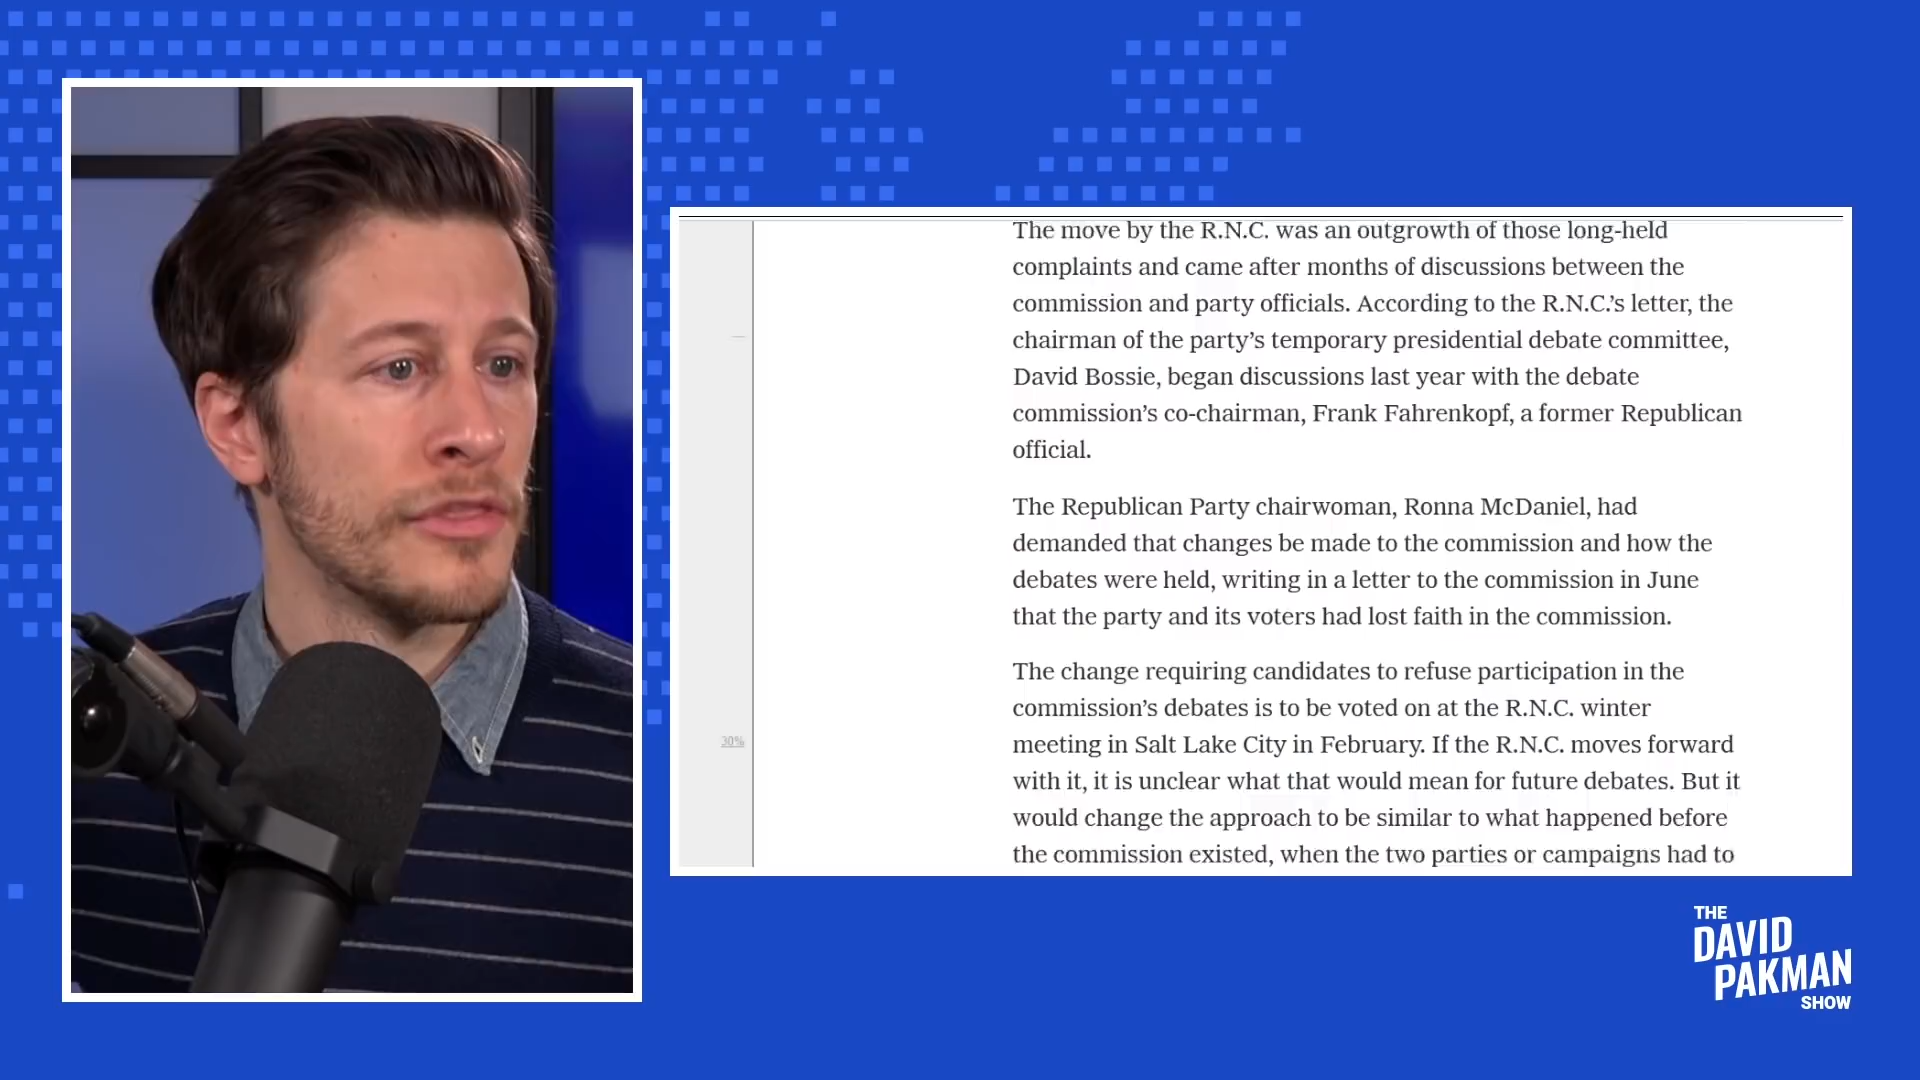 The move by the R.N.C. was an outgrowth of those long-held
complaints and came after months of discussions between the
commission and party officials. According to the R.N.C.’s letter, the
chairman of the party’s temporary presidential debate committee,
David Bossie, began discussions last year with the debate
commission’s co-chairman, Frank Fahrenkopf, a former Republican
official.
The Republican Party chairwoman, Ronna McDaniel, had
demanded that changes be made to the commission and how the
debates were held, writing in a letter to the commission in June
that the party and its voters had lost faith in the commission.
The change requiring candidates to refuse participation in the
commission’s debates is to be voted on at the R.N.C. winter
meeting in Salt Lake City in February. If the R.N.C. moves forward
with it, it is unclear what that would mean for future debates. But it
would change the approach to be similar to what happened before
the commission existed, when the two parties or campaigns had to
30%
THE
DAVID
PAKMAN
SHOW